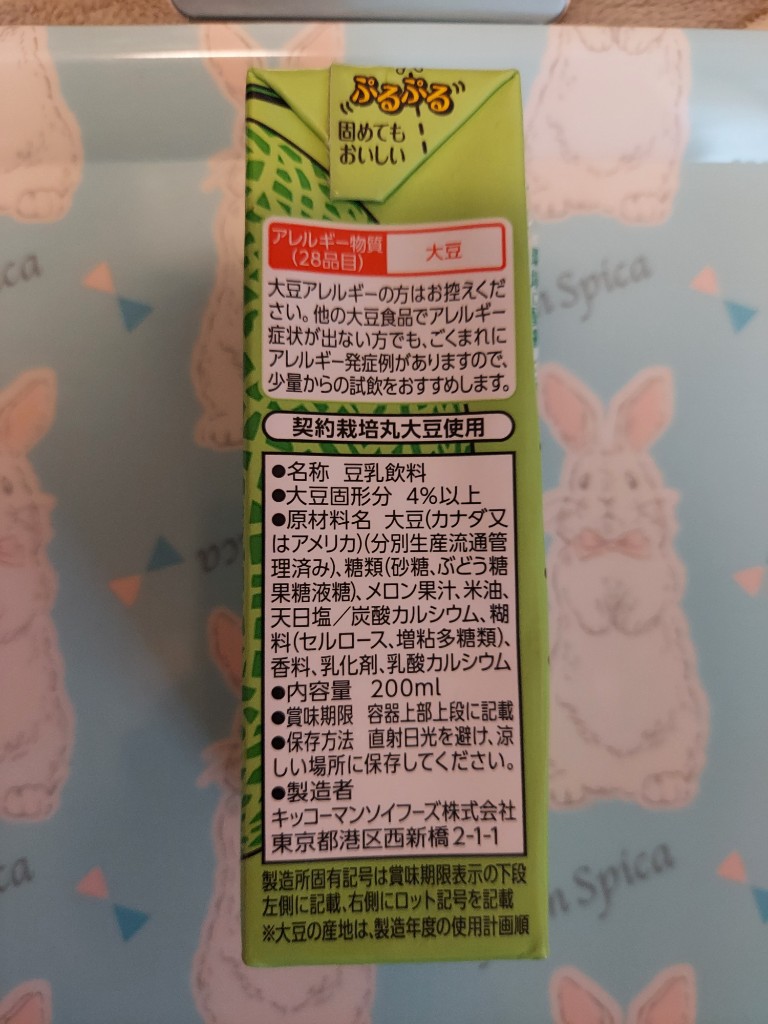 ぷるぷる
固めても
おいしい
アレルギー物質
(28品目)
大豆
大豆アレルギーの方はお控えくだ
さい。他の大豆食品でアレルギー
症状が出ない方でも、ごくまれに
アレルギー発症例がありますので、
少量からの試飲をおすすめします。
契約栽培丸大豆使用
●名称 豆乳飲料
●大豆固形分 4%以上
●原材料名 大豆(カナダ又
はアメリカ)(分別生産流通管
理済み)、糖類(砂糖、ぶどう糖
果糖液糖)、メロン果汁、米油、
天日塩/炭酸カルシウム、糊
料(セルロース、増粘多糖類)、
香料、乳化剤、乳酸カルシウム
●内容量 200ml
●賞味期限 容器上部上段に記載
●保存方法 直射日光を避け、涼
しい場所に保存してください。
●製造者
キッコーマンソイフーズ株式会社
東京都港区西新橋2-1-1
製造所固有記号は賞味期限表示の下段
左側に記載、右側にロット記号を記載
※大豆の産地は、製造年度の使用計画順
Spica
Spica